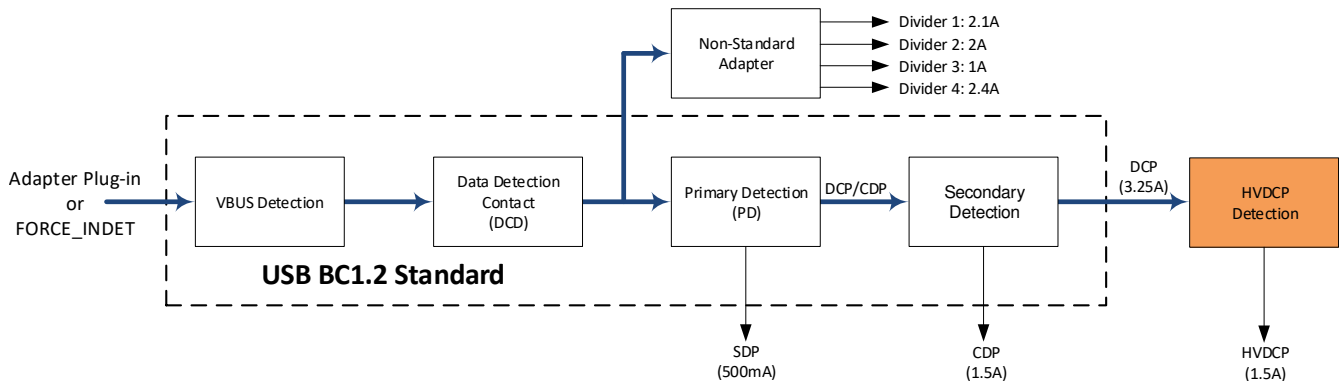 Non-Standard
Adapter
Divider 1: 2.1A
Divider 2: 2A
Divider 3: 1A
Divider 4: 2.4A
Adapter Plug-in
or
FORCE_INDET
VBUS Detection
Data Detection
Contact
(DCD)
Primary Detection
(PD)
DCP/CDP
Secondary
Detection
DCP
(3.25A)
HVDCP
Detection
USB BC1.2 Standard
SDP
(500mA)
CDP
(1.5A)
HVDCP
(1.5A)